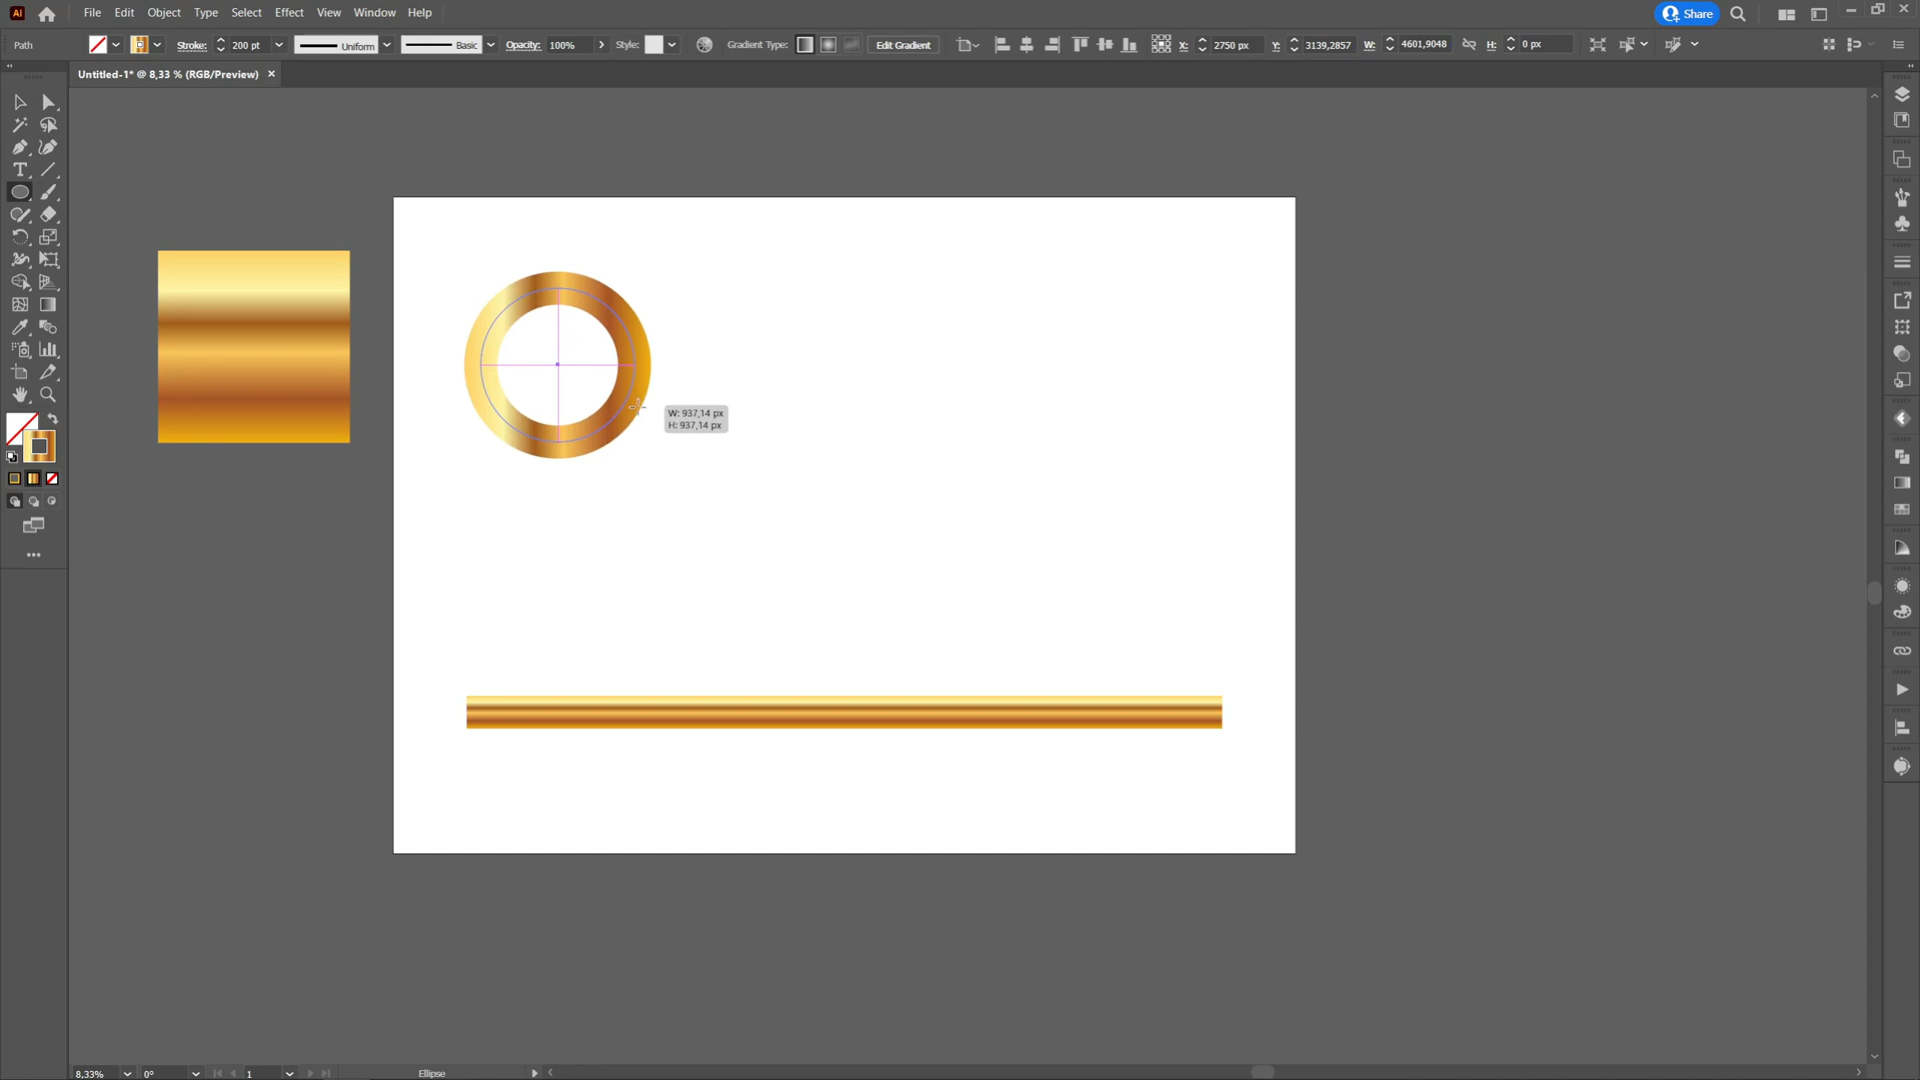 Ai File Edit Object Type Select Effect View Window Help Share
Path Stroke: 200 pt Uniform Basic Opacity: 100% Style: Gradient Type: Edit Gradient X: 2750 px Y: 3139,2857 W: 4601,9048 H: 0 px
Untitled-1* @ 8,33 % (RGB/Preview) ×
W: 937,14 px
H: 937,14 px
8,33% 0° 1 Ellipse